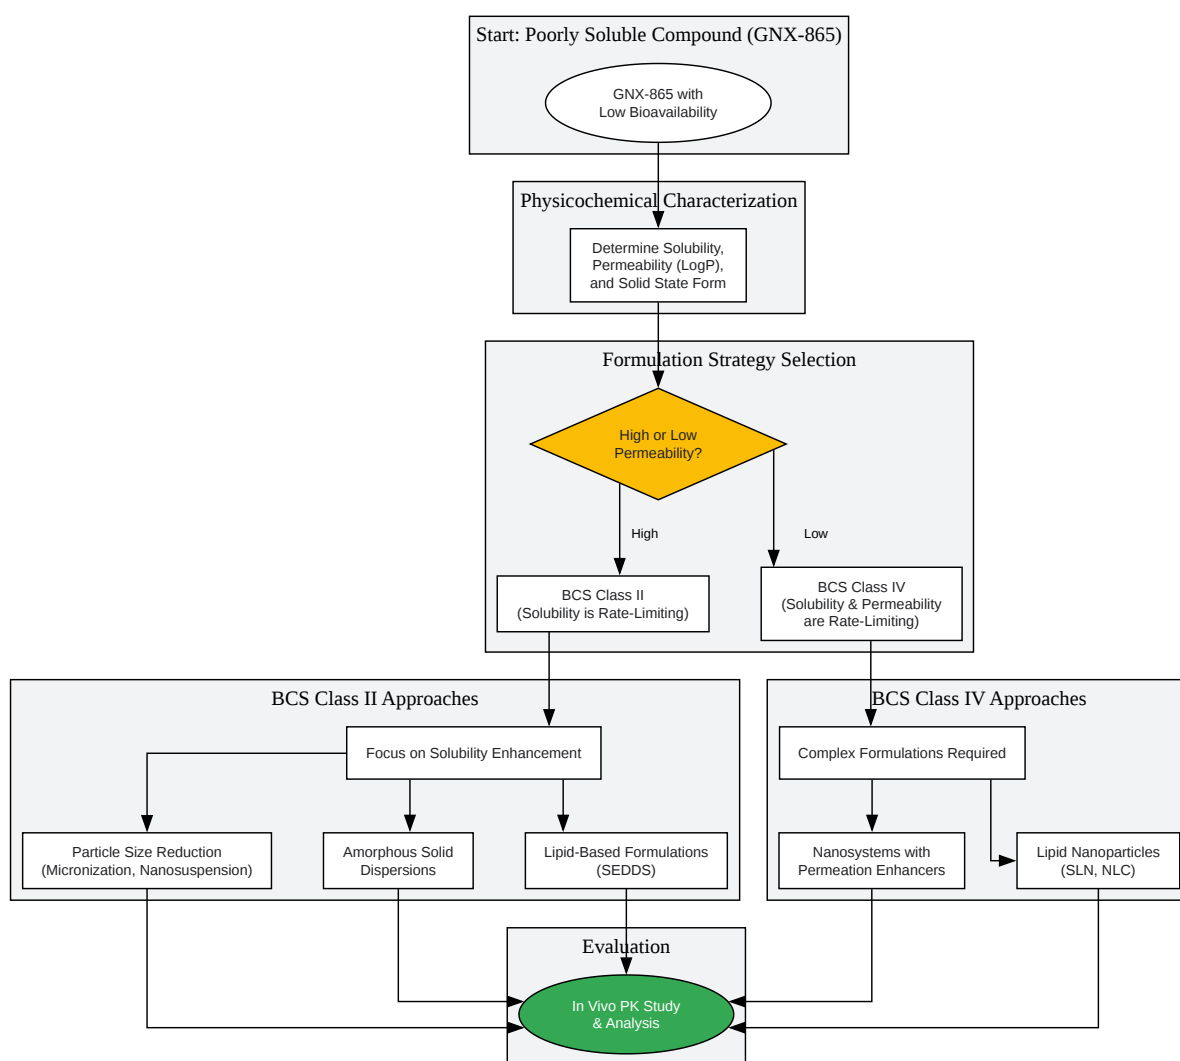 Start: Poorly Soluble Compound (GNX-865)
GNX-865 with
Low Bioavailability
Physicochemical Characterization
Determine Solubility,
Permeability (LogP),
and Solid State Form
Formulation Strategy Selection
High or Low
Permeability?
High
Low
BCS Class II
(Solubility is Rate-Limiting)
BCS Class IV
(Solubility & Permeability
are Rate-Limiting)
BCS Class II Approaches
Focus on Solubility Enhancement
Particle Size Reduction
(Micronization, Nanosuspension)
Amorphous Solid
Dispersions
Lipid-Based Formulations
(SEDDS)
BCS Class IV Approaches
Complex Formulations Required
Nanosystems with
Permeation Enhancers
Lipid Nanoparticles
(SLN, NLC)
Evaluation
In Vivo PK Study
& Analysis